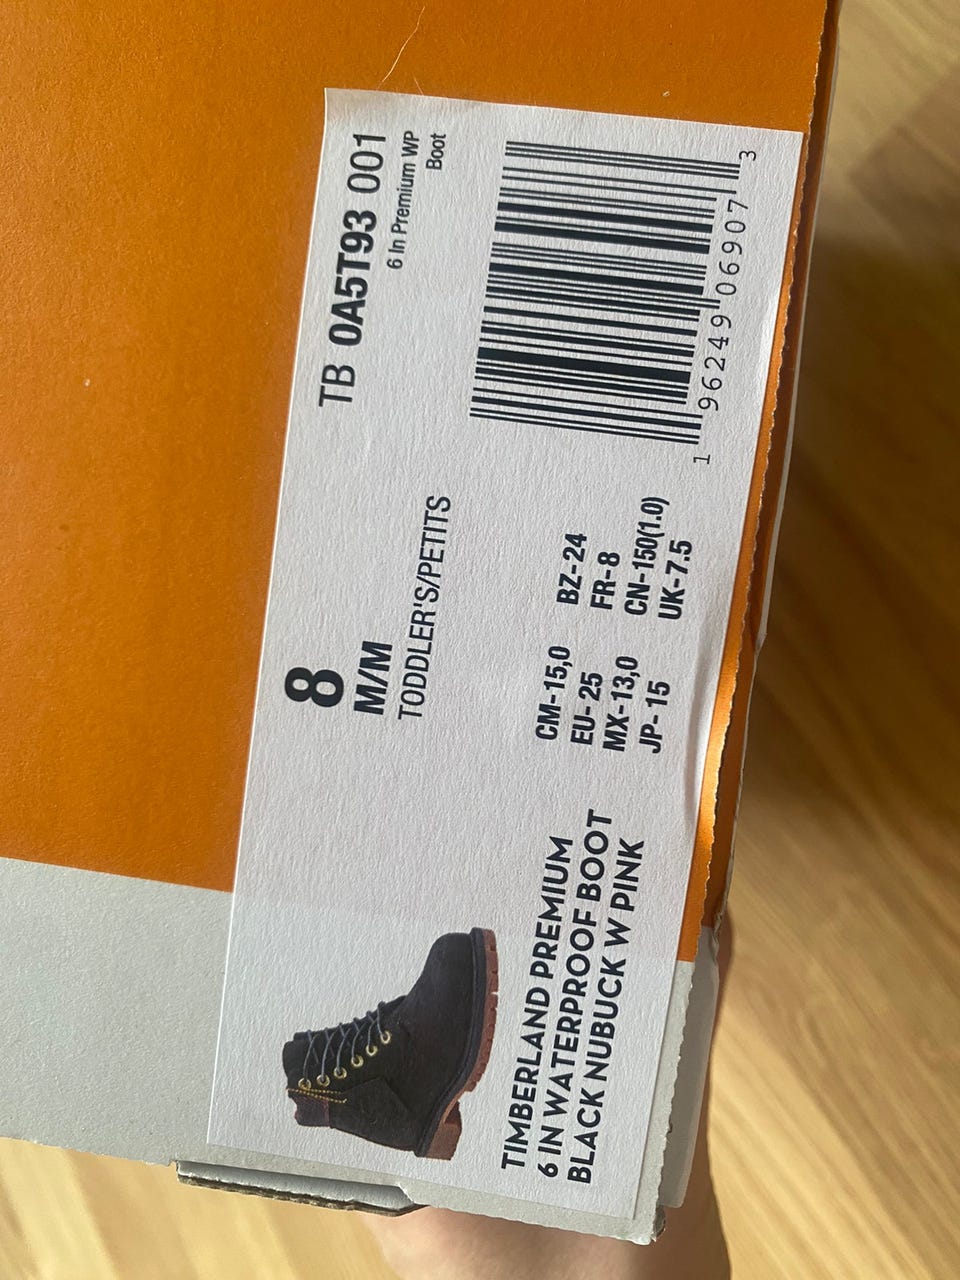 TIMBERLAND PREMIUM
6 IN WATERPROOF BOOT
BLACK NUBUCK W PINK
8
M/M
TODDLER'S/PETITS
CM-15,0 BZ-24
EU-25 FR-8
MX-13,0 CN-150(1.0)
JP-15 UK-7.5
TB 0A5T93 001
6 In Premium WP
Boot
1 96249 06907 3